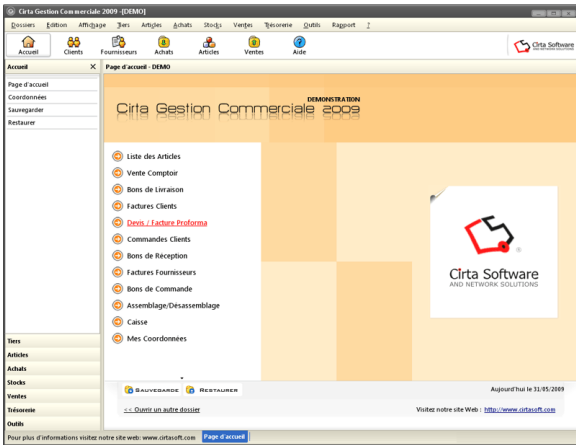 Cirta Gestion Commerciale 2009 -[DEMO]
Dossiers Edition Affichage Tiers Articles Achats Stocks Ventes Trésorerie Outils Rapport ?
Accueil Clients Fournisseurs Achats Articles Ventes Aide
Cirta Software
AND NETWORK SOLUTIONS
Accueil X
Page d'accueil - DEMO
Page d'accueil
Coordonnées
Sauvegarder
Restaurer
DEMONSTRATION
Cirta Gestion Commerciale 2009
Liste des Articles
Vente Comptoir
Bons de Livraison
Factures Clients
Devis / Facture Proforma
Commandes Clients
Bons de Réception
Factures Fournisseurs
Bons de Commande
Assemblage/Désassemblage
Caisse
Mes Coordonnées
Cirta Software
AND NETWORK SOLUTIONS
Tiers
Articles
Achats
Stocks
Ventes
Trésorerie
Outils
SAUVEGARDE RESTAURER
Aujourd'hui le 31/05/2009
<< Ouvrir un autre dossier
Visitez notre site Web : http://www.cirtasoft.com
Pour plus d'informations visitez notre site web: www.cirtasoft.com Page d'accueil